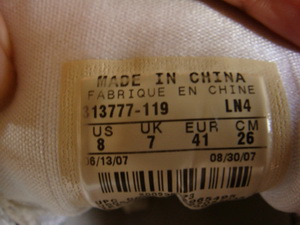 MADE IN CHINA
FABRIQUE EN CHINE
313777-119 LN4
US UK EUR CM
8 7 41 26
06/13/07 08/30/07